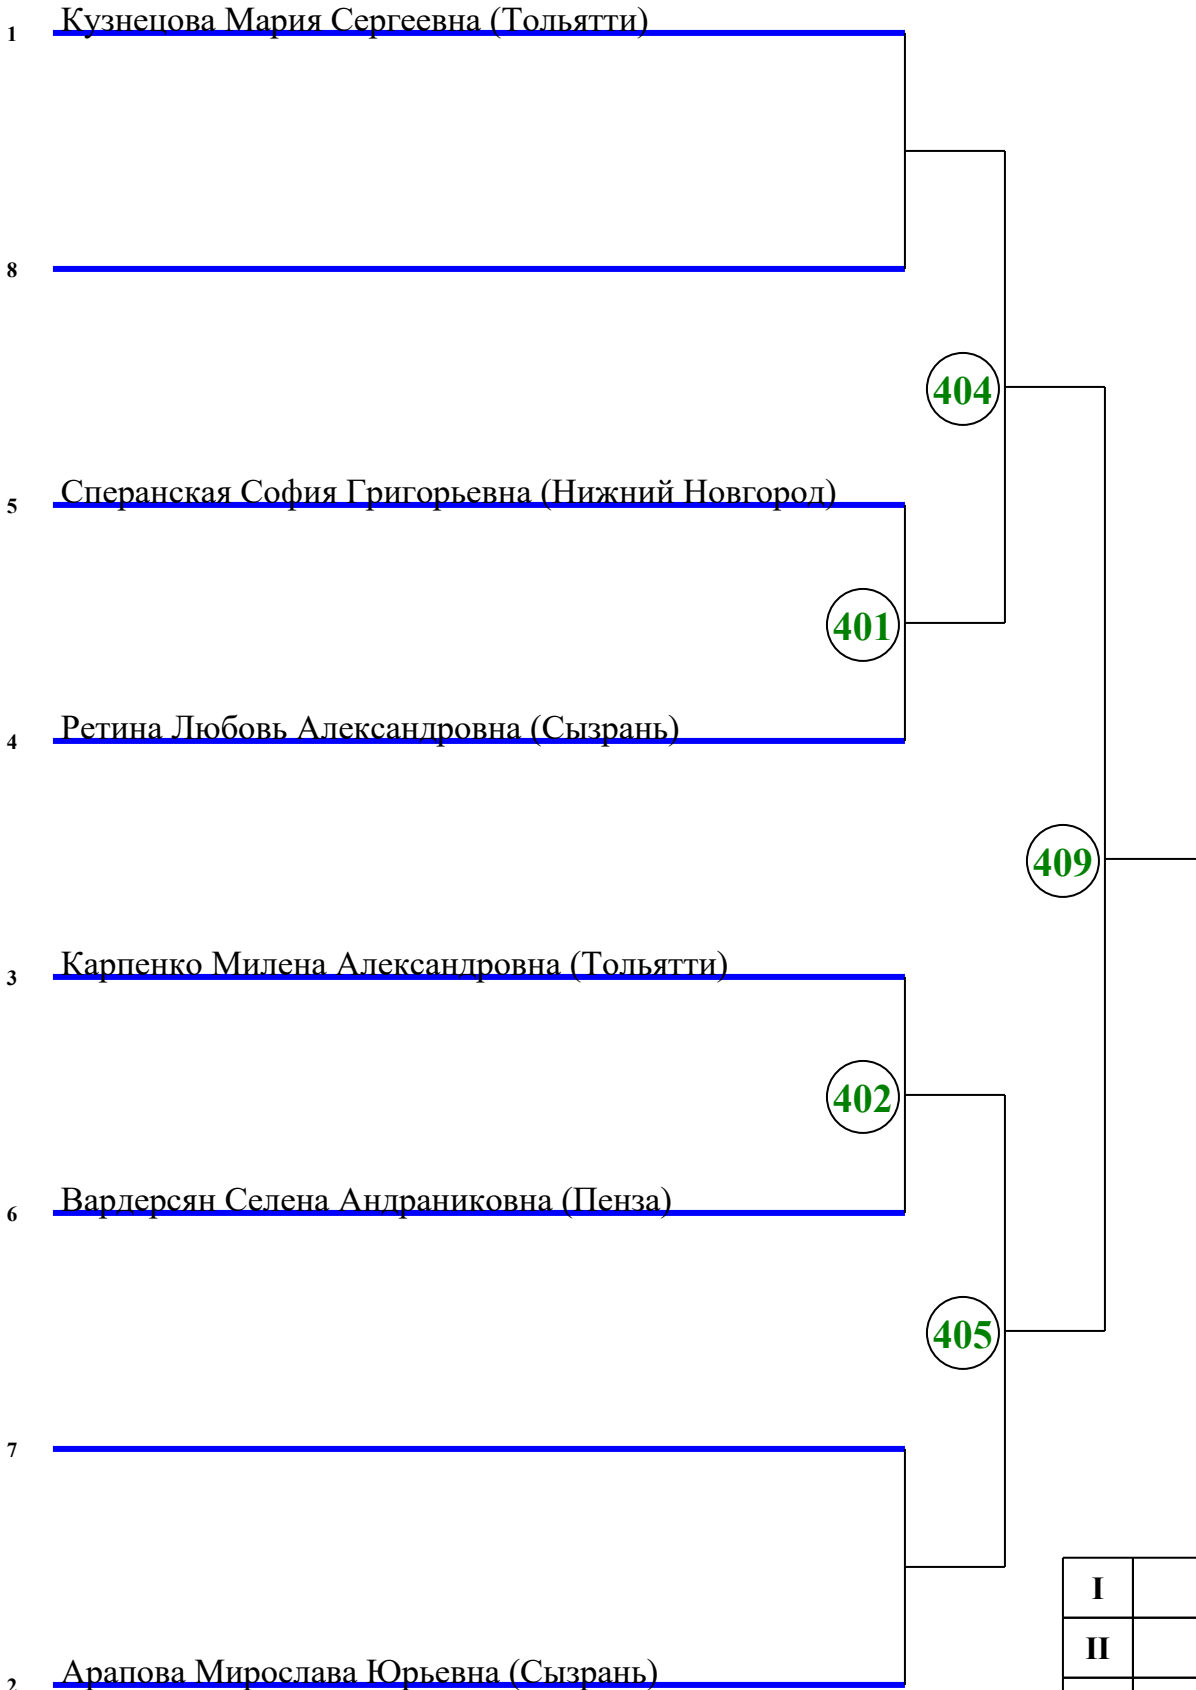 1 Кузнецова Мария Сергеевна (Тольятти)
8
404
5 Сперанская София Григорьевна (Нижний Новгород)
401
4 Ретина Любовь Александровна (Сызрань)
409
3 Карпенко Милена Александровна (Тольятти)
402
6 Вардерсян Селена Андраниковна (Пенза)
405
7
I
II
2 Арапова Мирослава Юрьевна (Сызрань)